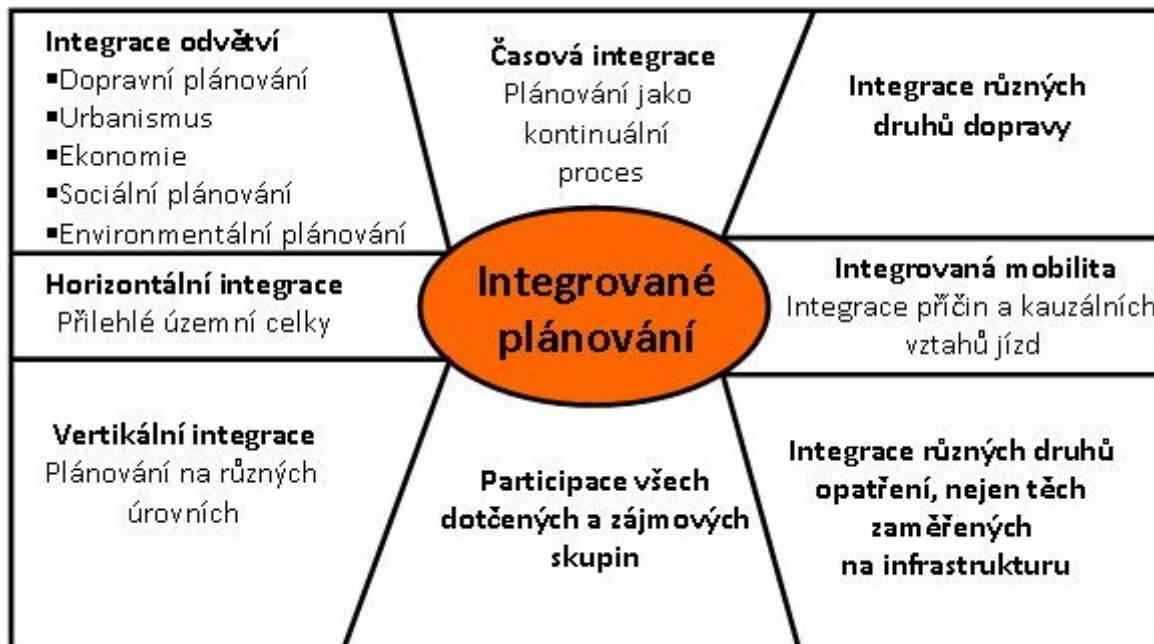 Integrace odvětví
▪Dopravní plánování
▪Urbanismus
▪Ekonomie
▪Sociální plánování
▪Environmentální plánování
Časová integrace
Plánování jako
kontinuální
proces
Integrace různých
druhů dopravy
Horizontální integrace
Přilehlé územní celky
Integrované
plánování
Integrovaná mobilita
Integrace příčin a kauzálních
vztahů jízd
Vertikální integrace
Plánování na různých
úrovních
Participace všech
dotčených a zájmových
skupin
Integrace různých druhů
opatření, nejen těch
zaměřených
na infrastrukturu